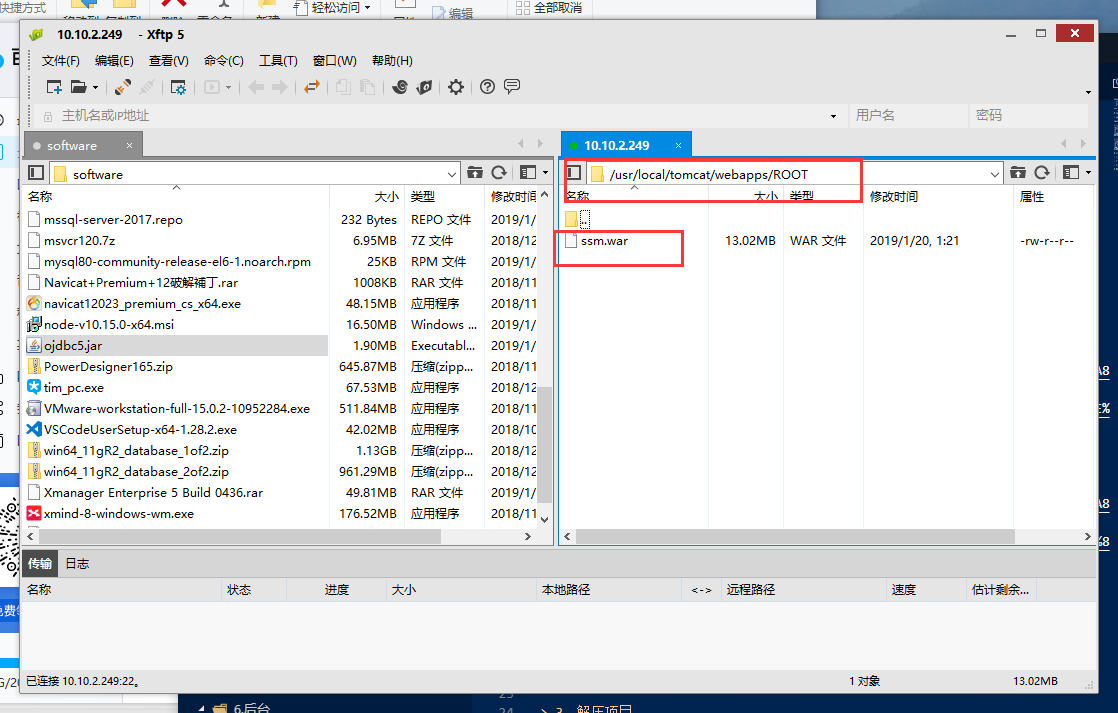 快捷方式
轻松访问
编辑
全部取消
10.10.2.249 - Xftp 5
文件(F) 编辑(E) 查看(V) 命令(C) 工具(T) 窗口(W) 帮助(H)
主机名或IP地址 用户名 密码
software ×
10.10.2.249 ×
software
名称 大小 类型 修改时间
mssql-server-2017.repo 232 Bytes REPO 文件 2019/1/
msvcr120.7z 6.95MB 7Z 文件 2018/12
mysql80-community-release-el6-1.noarch.rpm 25KB RPM 文件 2019/1/
Navicat+Premium+12破解補丁.rar 1008KB RAR 文件 2018/11
navicat12023_premium_cs_x64.exe 48.15MB 应用程序 2018/11
node-v10.15.0-x64.msi 16.50MB Windows ... 2019/1/
ojdbc5.jar 1.90MB Executabl... 2019/1/
PowerDesigner165.zip 645.87MB 压缩(zipp... 2018/11
tim_pc.exe 67.53MB 应用程序 2018/12
VMware-workstation-full-15.0.2-10952284.exe 511.84MB 应用程序 2018/11
VSCodeUserSetup-x64-1.28.2.exe 42.02MB 应用程序 2018/10
win64_11gR2_database_1of2.zip 1.13GB 压缩(zipp... 2018/12
win64_11gR2_database_2of2.zip 961.29MB 压缩(zipp... 2018/12
Xmanager Enterprise 5 Build 0436.rar 49.81MB RAR 文件 2019/1/
xmind-8-windows-wm.exe 176.52MB 应用程序 2018/11
/usr/local/tomcat/webapps/ROOT
名称 大小 类型 修改时间 属性
..
ssm.war 13.02MB WAR 文件 2019/1/20, 1:21 -rw-r--r--
传输 日志
名称 状态 进度 大小 本地路径 <-> 远程路径 速度 估计剩余...
已连接 10.10.2.249:22。 1 对象 13.02MB
6.后台
24
3、解压项目